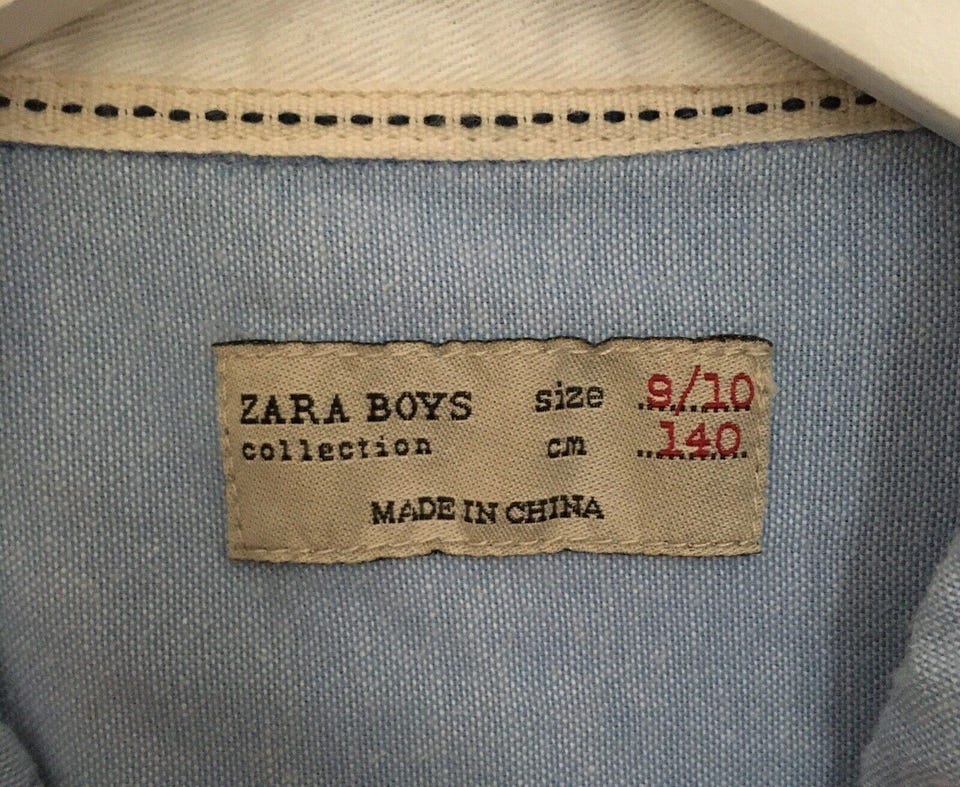 ZARA BOYS size 9/10
collection cm 140
MADE IN CHINA